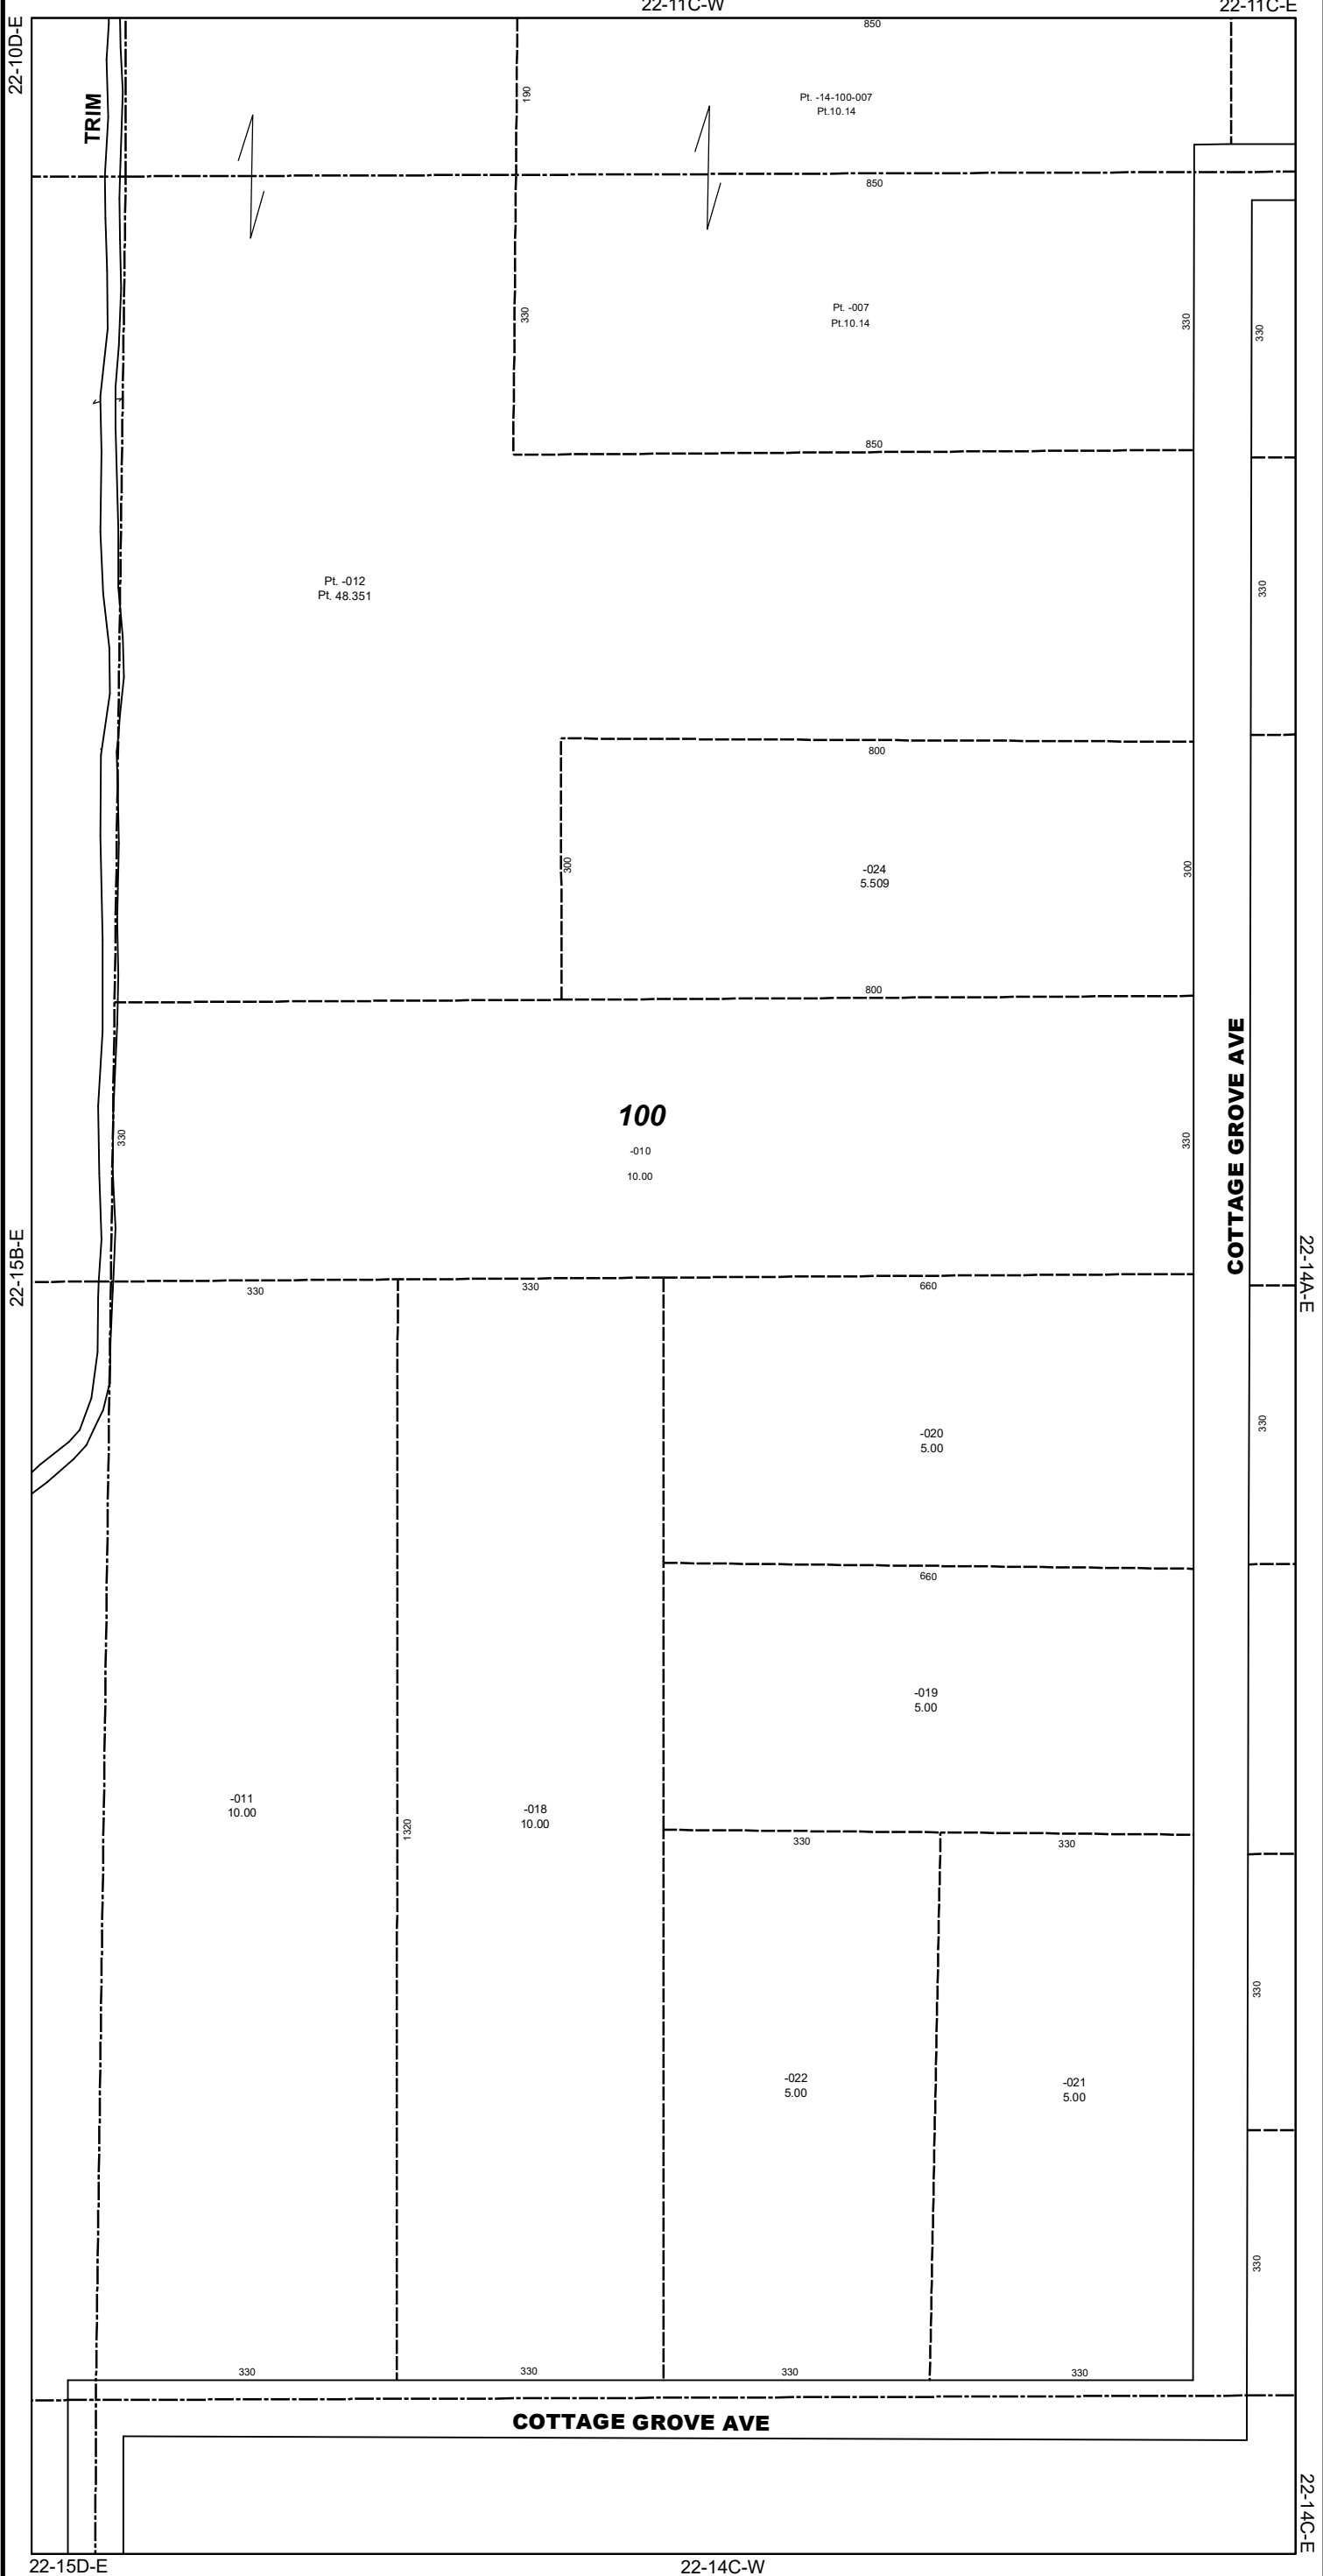 22-11C-W
22-11C-E
22-10D-E
TRIM
850
190
Pt. -14-100-007
Pt.10.14
850
330
Pt. -007
Pt.10.14
330
330
850
Pt. -012
Pt. 48.351
330
800
300
-024
5.509
300
800
COTTAGE GROVE AVE
100
330
-010
10.00
330
22-15B-E
22-14A-E
330
330
660
330
-020
5.00
660
-019
5.00
-011
10.00
1320
-018
10.00
330
330
330
-022
5.00
-021
5.00
330
330
330
330
330
COTTAGE GROVE AVE
22-14C-E
22-15D-E
22-14C-W